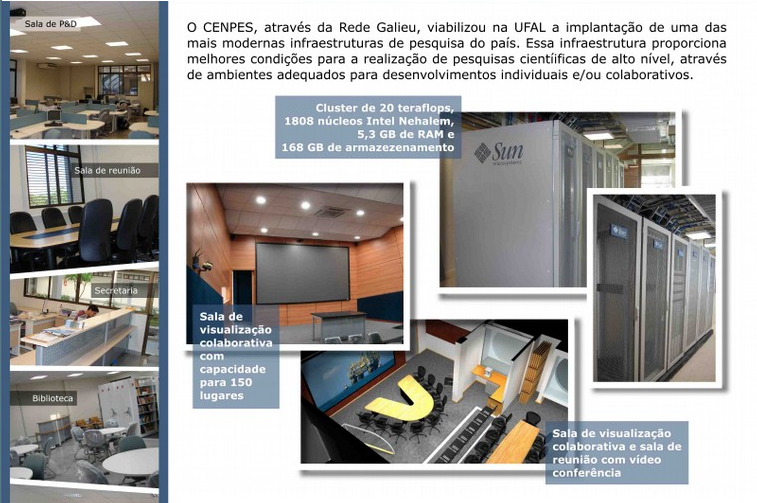 Sala de P&D
Sala de reunião
Secretaria
Biblioteca
O CENPES, através da Rede Galieu, viabilizou na UFAL a implantação de uma das
mais modernas infraestruturas de pesquisa do país. Essa infraestrutura proporciona
melhores condições para a realização de pesquisas cientíificas de alto nível, através
de ambientes adequados para desenvolvimentos individuais e/ou colaborativos.
Cluster de 20 teraflops,
1808 núcleos Intel Nehalem,
5,3 GB de RAM e
168 GB de armazezenamento
Sun
microsystems
Sala de
visualização
colaborativa
com
capacidade
para 150
lugares
Sala de visualização
colaborativa e sala de
reunião com vídeo
conferência